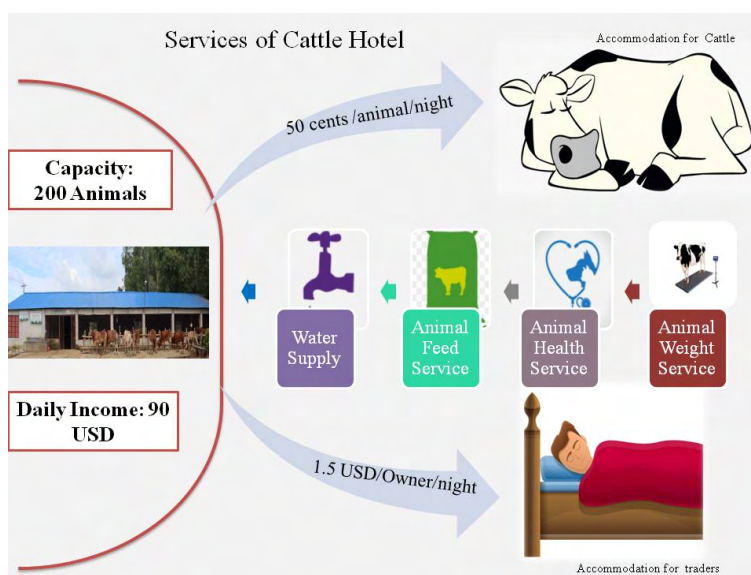 Services of Cattle Hotel
Accommodation for Cattle
50 cents /animal/night
Capacity:
200 Animals
Water
Supply
Animal
Feed
Service
Animal
Health
Service
Animal
Weight
Service
Daily Income: 90
USD
1.5 USD/Owner/night
Accommodation for traders